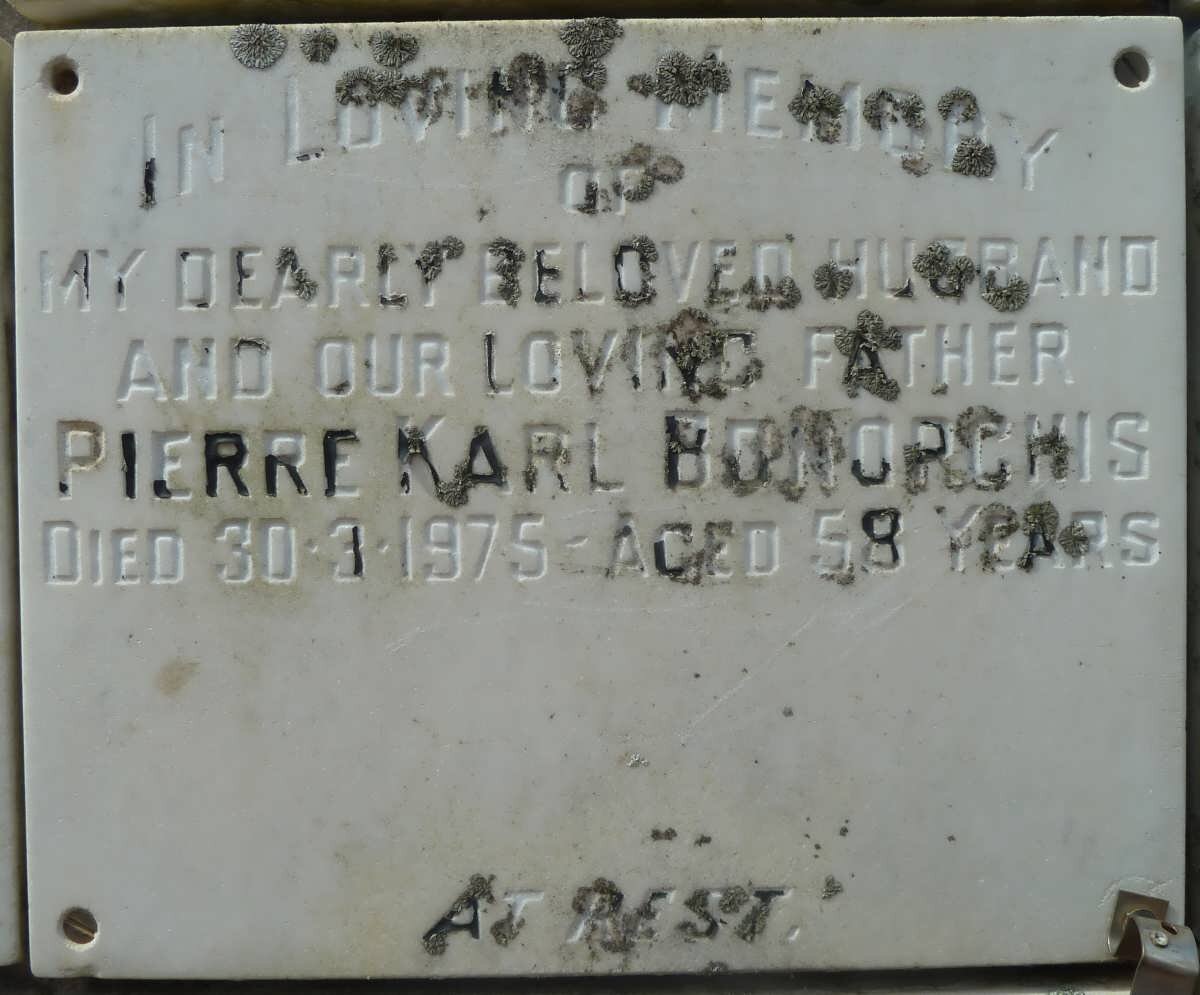 IN LOVING MEMORY
OF
MY DEARLY BELOVED HUSBAND
AND OUR LOVING FATHER
PIERRE KARL BONORCHIS
DIED 30·3·1975 - AGED 58 YEARS
AT REST.